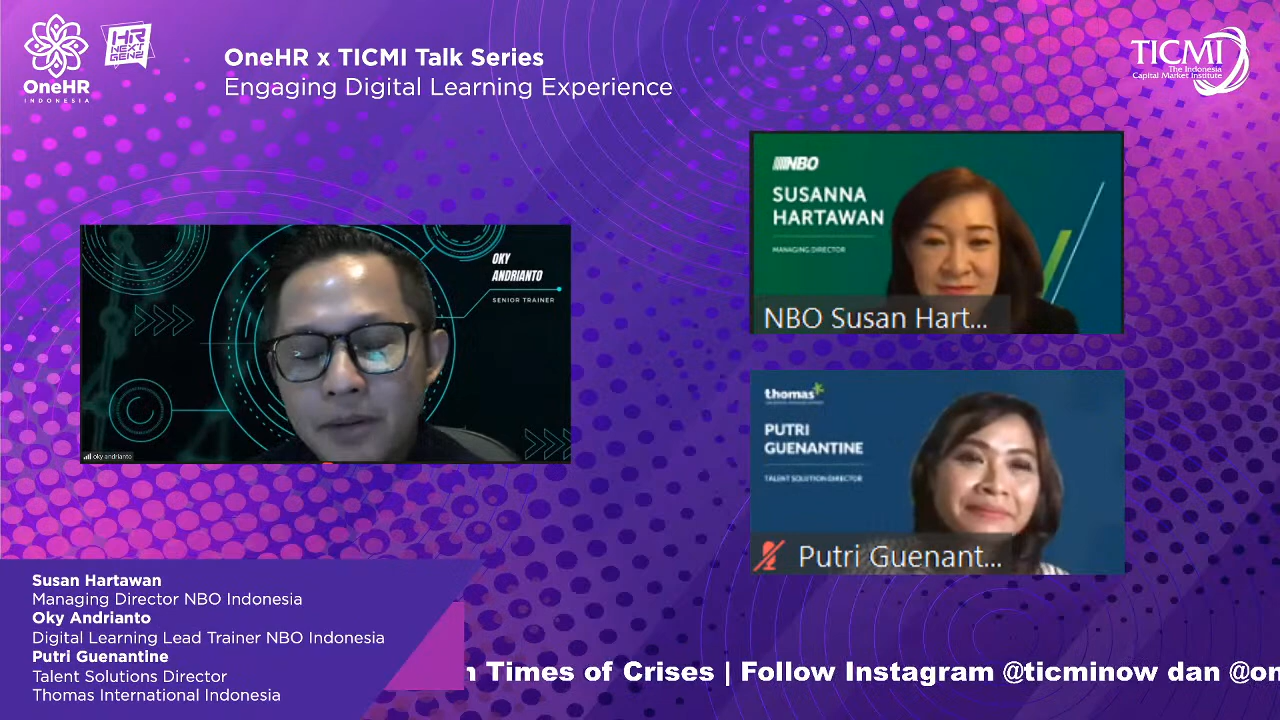 OneHR
INDONESIA
HR
NEXT
GEN
OneHR x TICMI Talk Series
Engaging Digital Learning Experience
TICMI
The Indonesia
Capital Market Institute
NBO
SUSANNA
HARTAWAN
MANAGING DIRECTOR
NBO Susan Hart...
OKY
ANDRIANTO
SENIOR TRAINER
oky andrianto
thomas
PUTRI
GUENANTINE
TALENT SOLUTION DIRECTOR
Putri Guenant...
Susan Hartawan
Managing Director NBO Indonesia
Oky Andrianto
Digital Learning Lead Trainer NBO Indonesia
Putri Guenantine
Talent Solutions Director
Thomas International Indonesia
n Times of Crises | Follow Instagram @ticminow dan @on